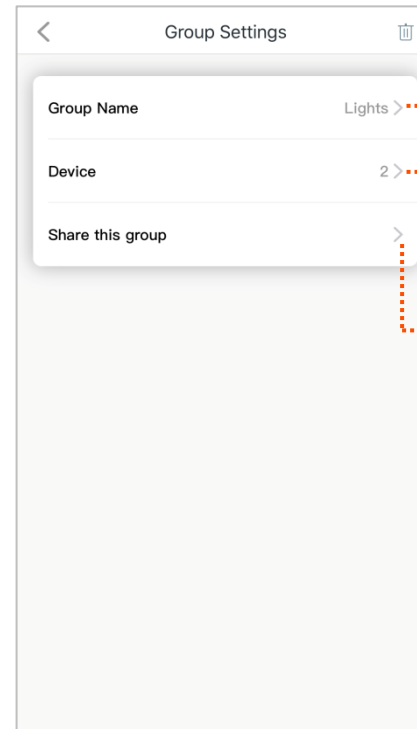 Group Settings
Group Name Lights
Device 2
Share this group